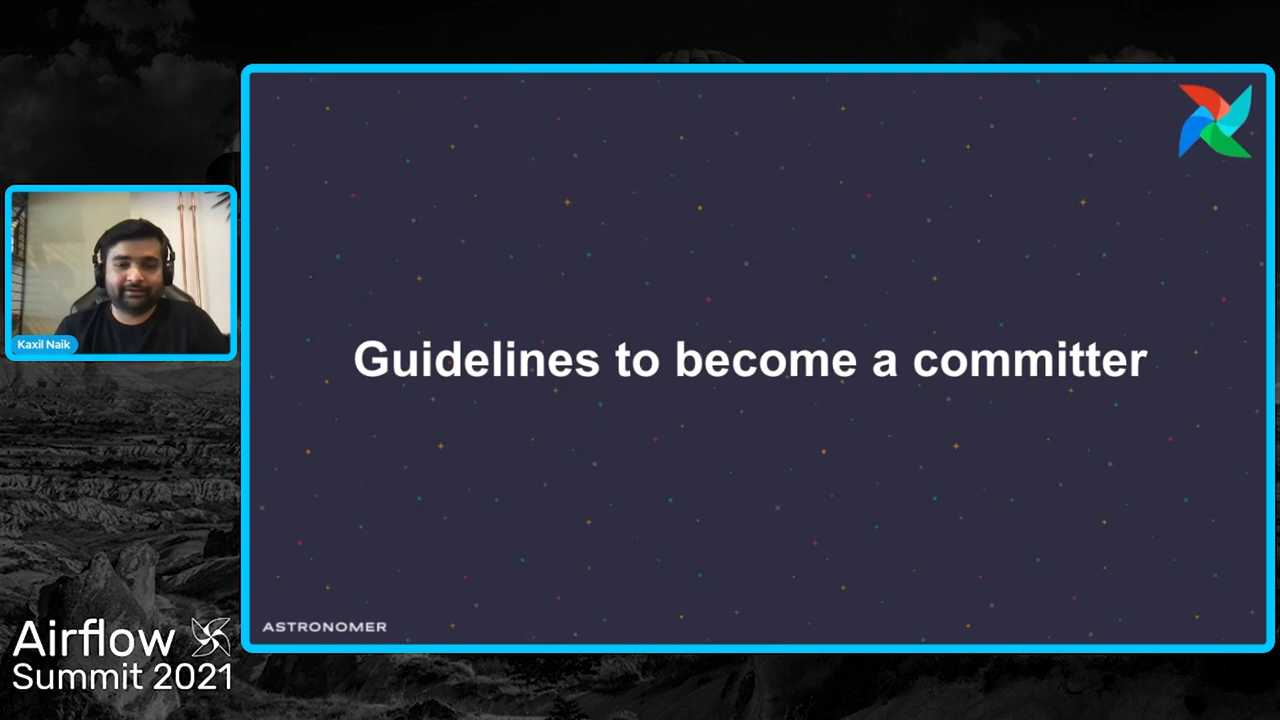 Guidelines to become a committer
Kaxil Naik
ASTRONOMER
Airflow
Summit 2021